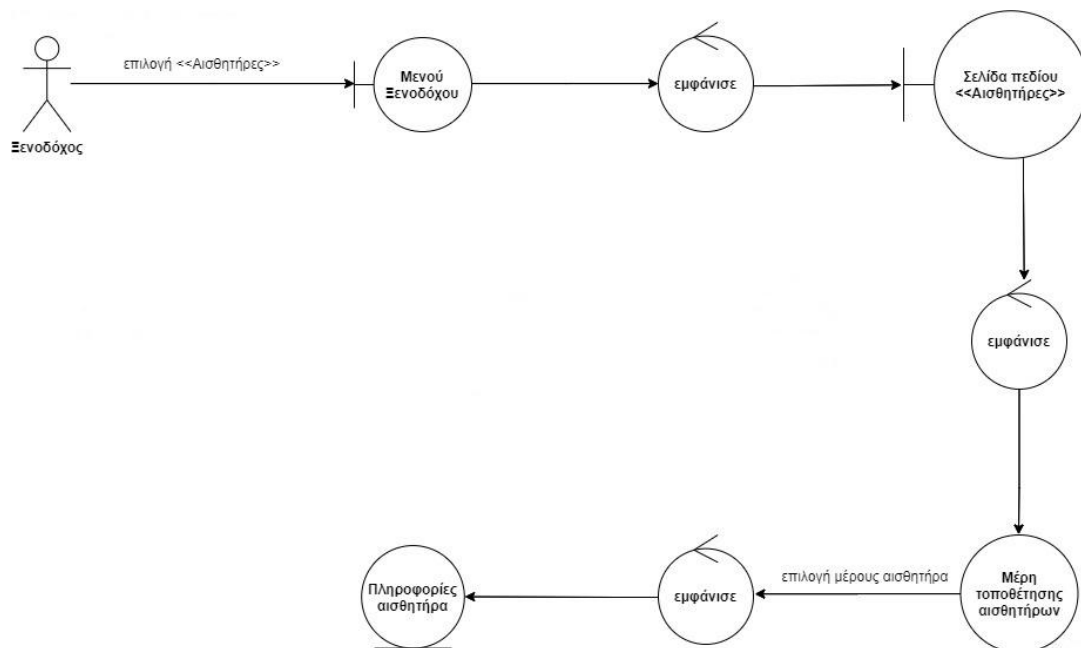 επιλογή <<Αισθητήρες>>
Ξενοδόχος
Μενού
Ξενοδόχου
εμφάνισε
Σελίδα πεδίου
<<Αισθητήρες>>
εμφάνισε
Μέρη
τοποθέτησης
αισθητήρων
επιλογή μέρους αισθητήρα
εμφάνισε
Πληροφορίες
αισθητήρα